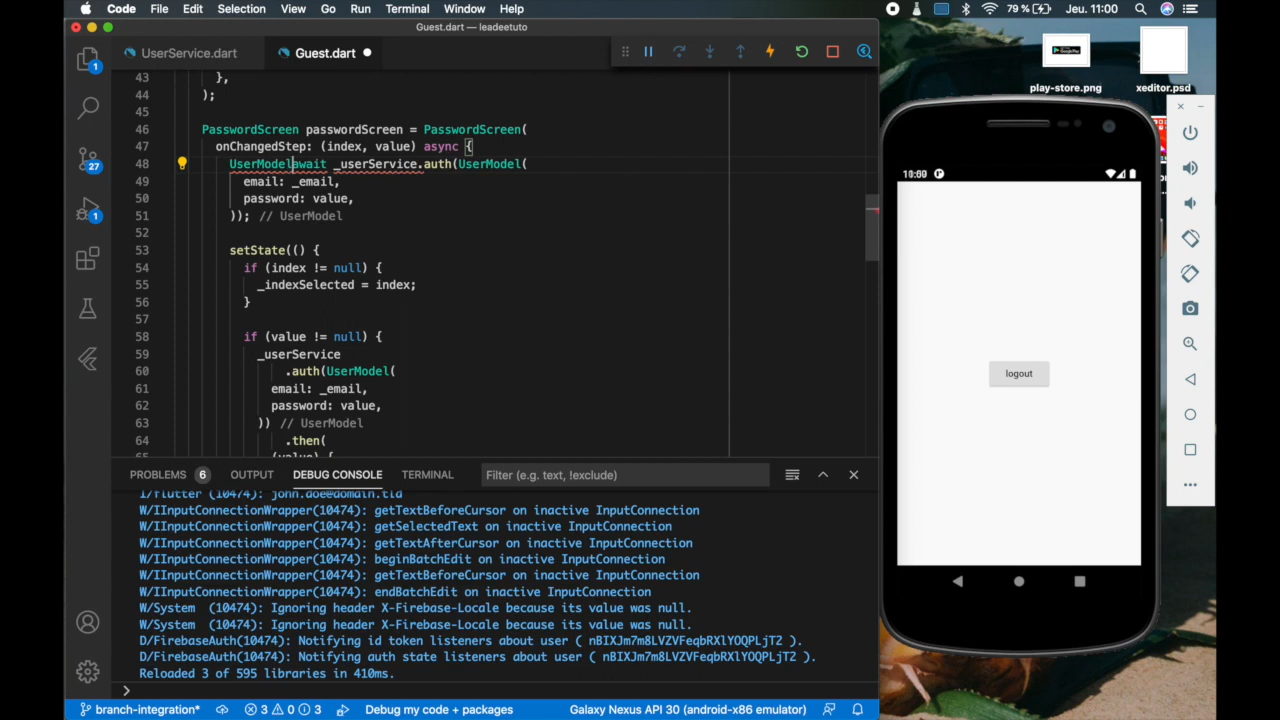 Code File Edit Selection View Go Run Terminal Window Help
79 % Jeu. 11:00
Guest.dart — leadeetuto
UserService.dart
Guest.dart
43 },
44 );
45
46 PasswordScreen passwordScreen = PasswordScreen(
47 onChangedStep: (index, value) async {
48 UserModelawait _userService.auth(UserModel(
49 email: _email,
50 password: value,
51 )); // UserModel
52
53 setState(() {
54 if (index != null) {
55 _indexSelected = index;
56 }
57
58 if (value != null) {
59 _userService
60 .auth(UserModel(
61 email: _email,
62 password: value,
63 )) // UserModel
64 .then(
(value) {
1
27
1
PROBLEMS 6 OUTPUT DEBUG CONSOLE TERMINAL Filter (e.g. text, !exclude)
I/flutter (10474): john.doe@domain.tld
W/IInputConnectionWrapper(10474): getTextBeforeCursor on inactive InputConnection
W/IInputConnectionWrapper(10474): getSelectedText on inactive InputConnection
W/IInputConnectionWrapper(10474): getTextAfterCursor on inactive InputConnection
W/IInputConnectionWrapper(10474): beginBatchEdit on inactive InputConnection
W/IInputConnectionWrapper(10474): getTextBeforeCursor on inactive InputConnection
W/IInputConnectionWrapper(10474): endBatchEdit on inactive InputConnection
W/System (10474): Ignoring header X-Firebase-Locale because its value was null.
W/System (10474): Ignoring header X-Firebase-Locale because its value was null.
D/FirebaseAuth(10474): Notifying id token listeners about user ( nBIXJm7m8LVZVFeqbRXlYOQPLjT2 ).
D/FirebaseAuth(10474): Notifying auth state listeners about user ( nBIXJm7m8LVZVFeqbRXlYOQPLjT2 ).
Reloaded 3 of 595 libraries in 410ms.
branch-integration* 3 0 3 Debug my code + packages Galaxy Nexus API 30 (android-x86 emulator)
play-store.png
xeditor.psd
logout